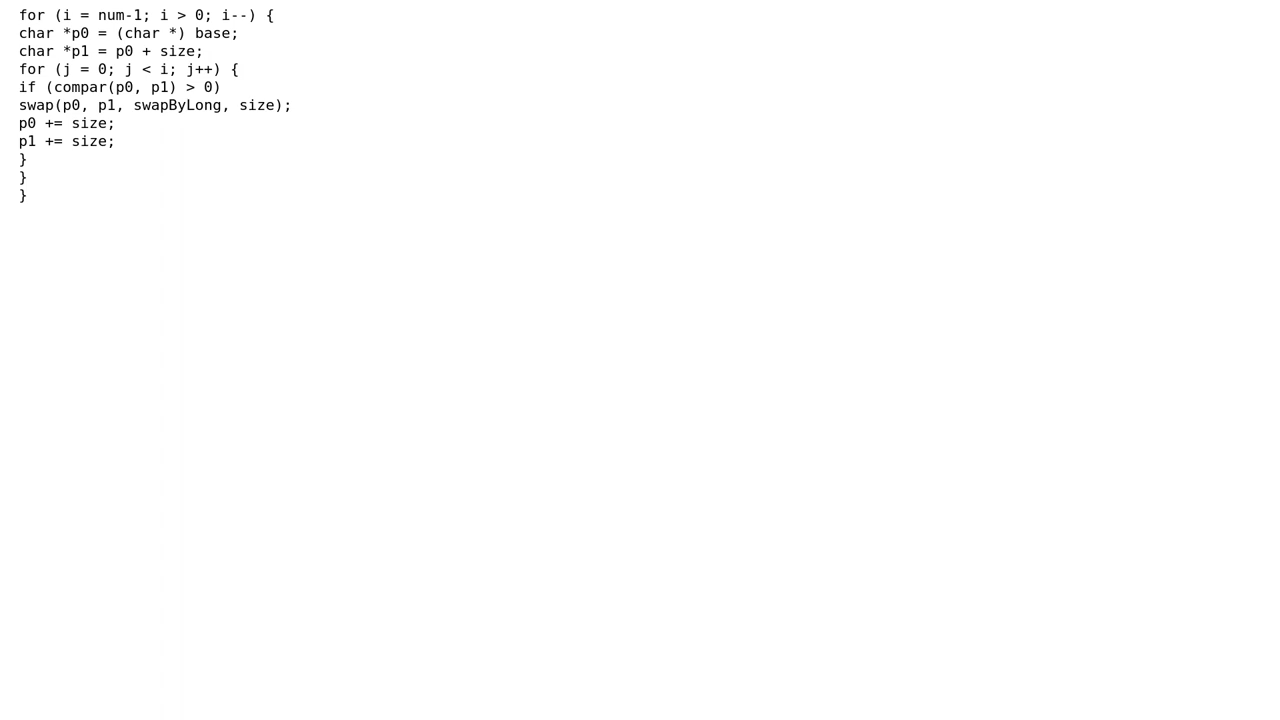 for (i = num-1; i > 0; i--) {
char *p0 = (char *) base;
char *p1 = p0 + size;
for (j = 0; j < i; j++) {
if (compar(p0, p1) > 0)
swap(p0, p1, swapByLong, size);
p0 += size;
p1 += size;
}
}
}